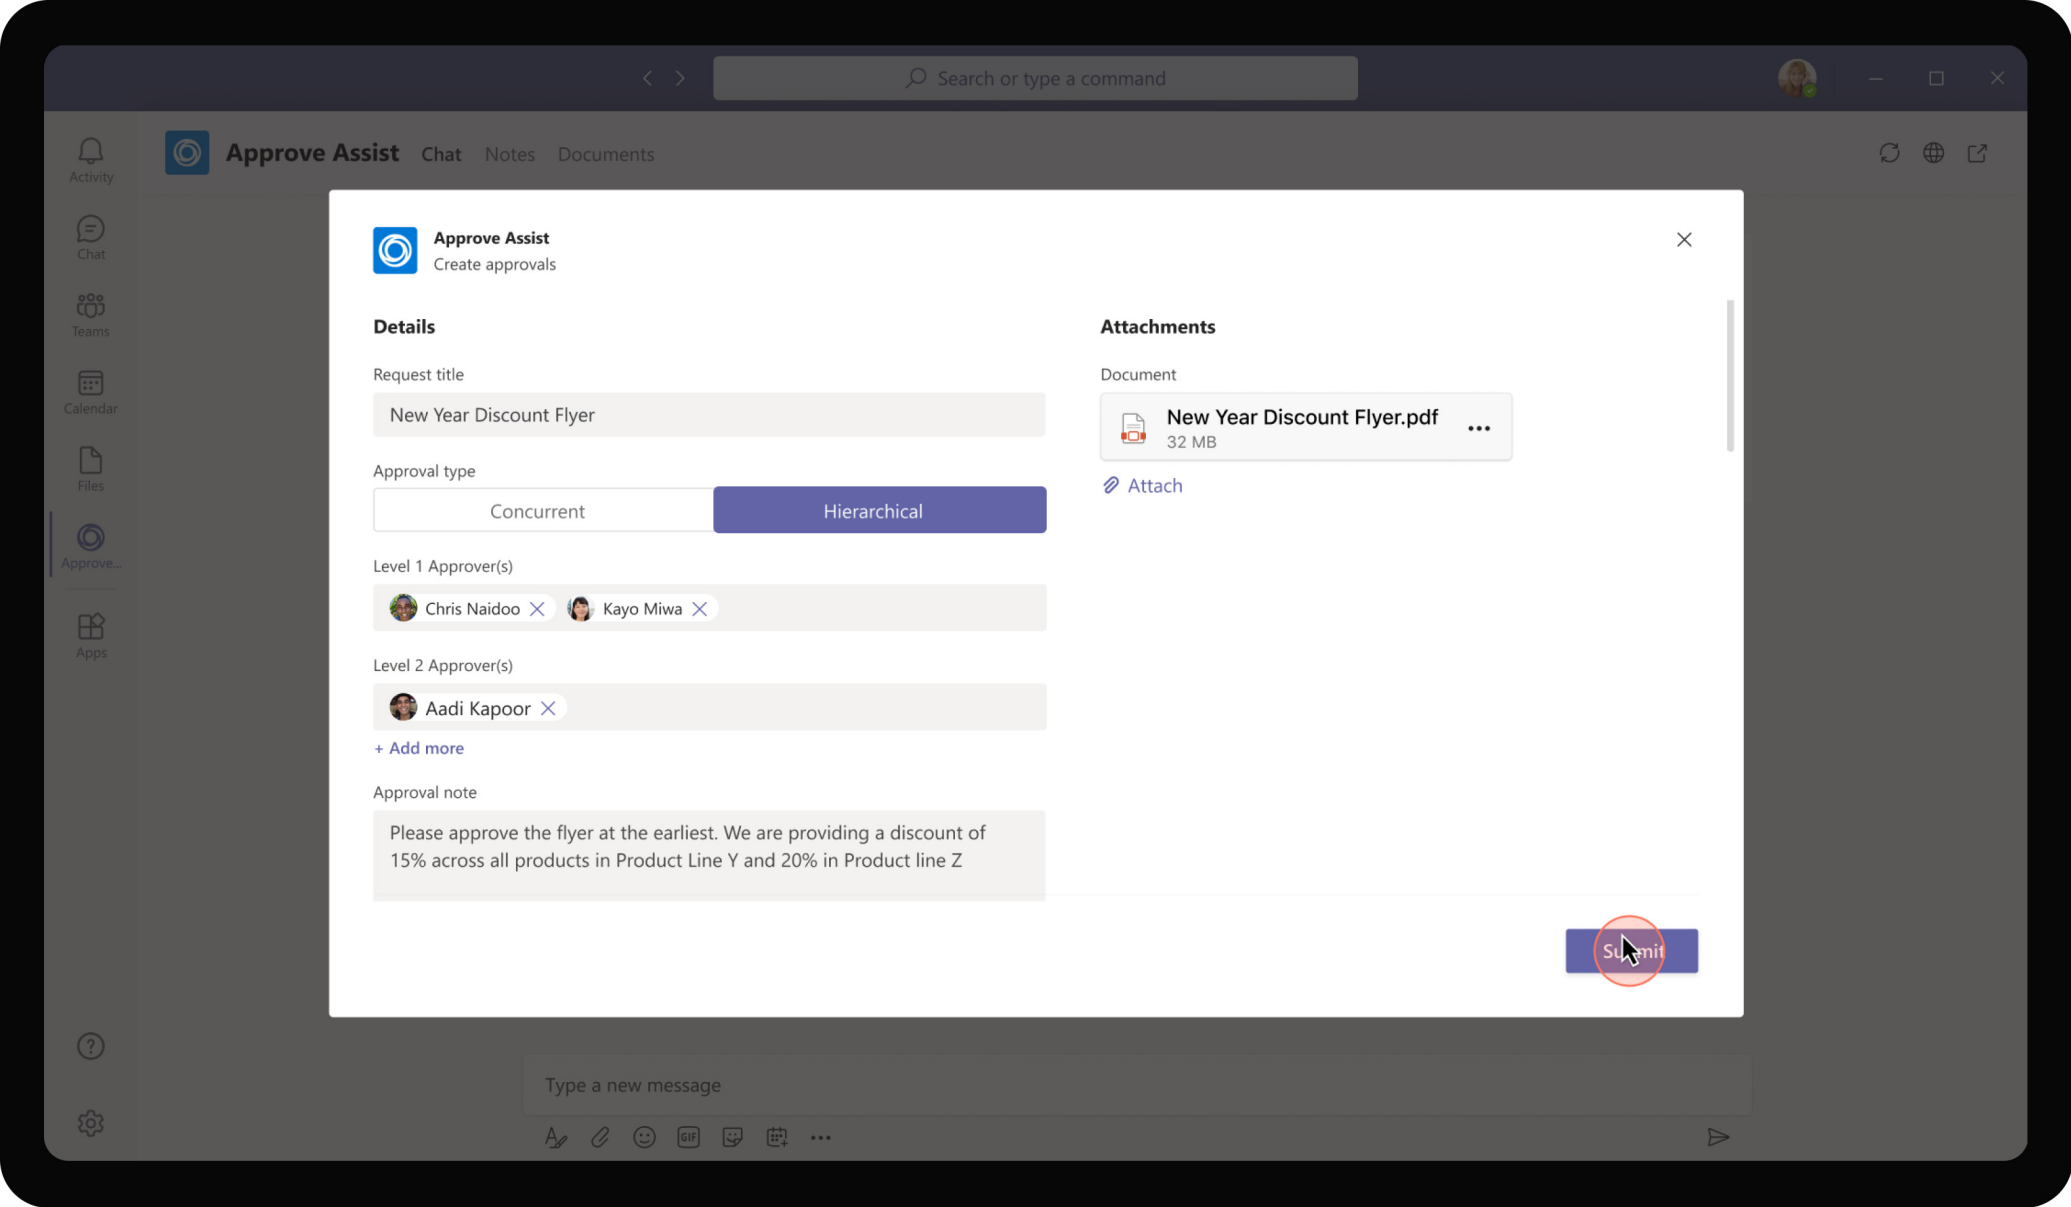 Search or type a command
Activity
Approve Assist Chat Notes Documents
Chat
Teams
Calendar
Files
Approve...
Apps
Approve Assist
Create approvals
Details
Request title
New Year Discount Flyer
Approval type
Concurrent Hierarchical
Level 1 Approver(s)
Chris Naidoo Kayo Miwa
Level 2 Approver(s)
Aadi Kapoor
+ Add more
Approval note
Please approve the flyer at the earliest. We are providing a discount of
15% across all products in Product Line Y and 20% in Product line Z
Attachments
Document
New Year Discount Flyer.pdf
32 MB
Attach
Submit
Type a new message
GIF